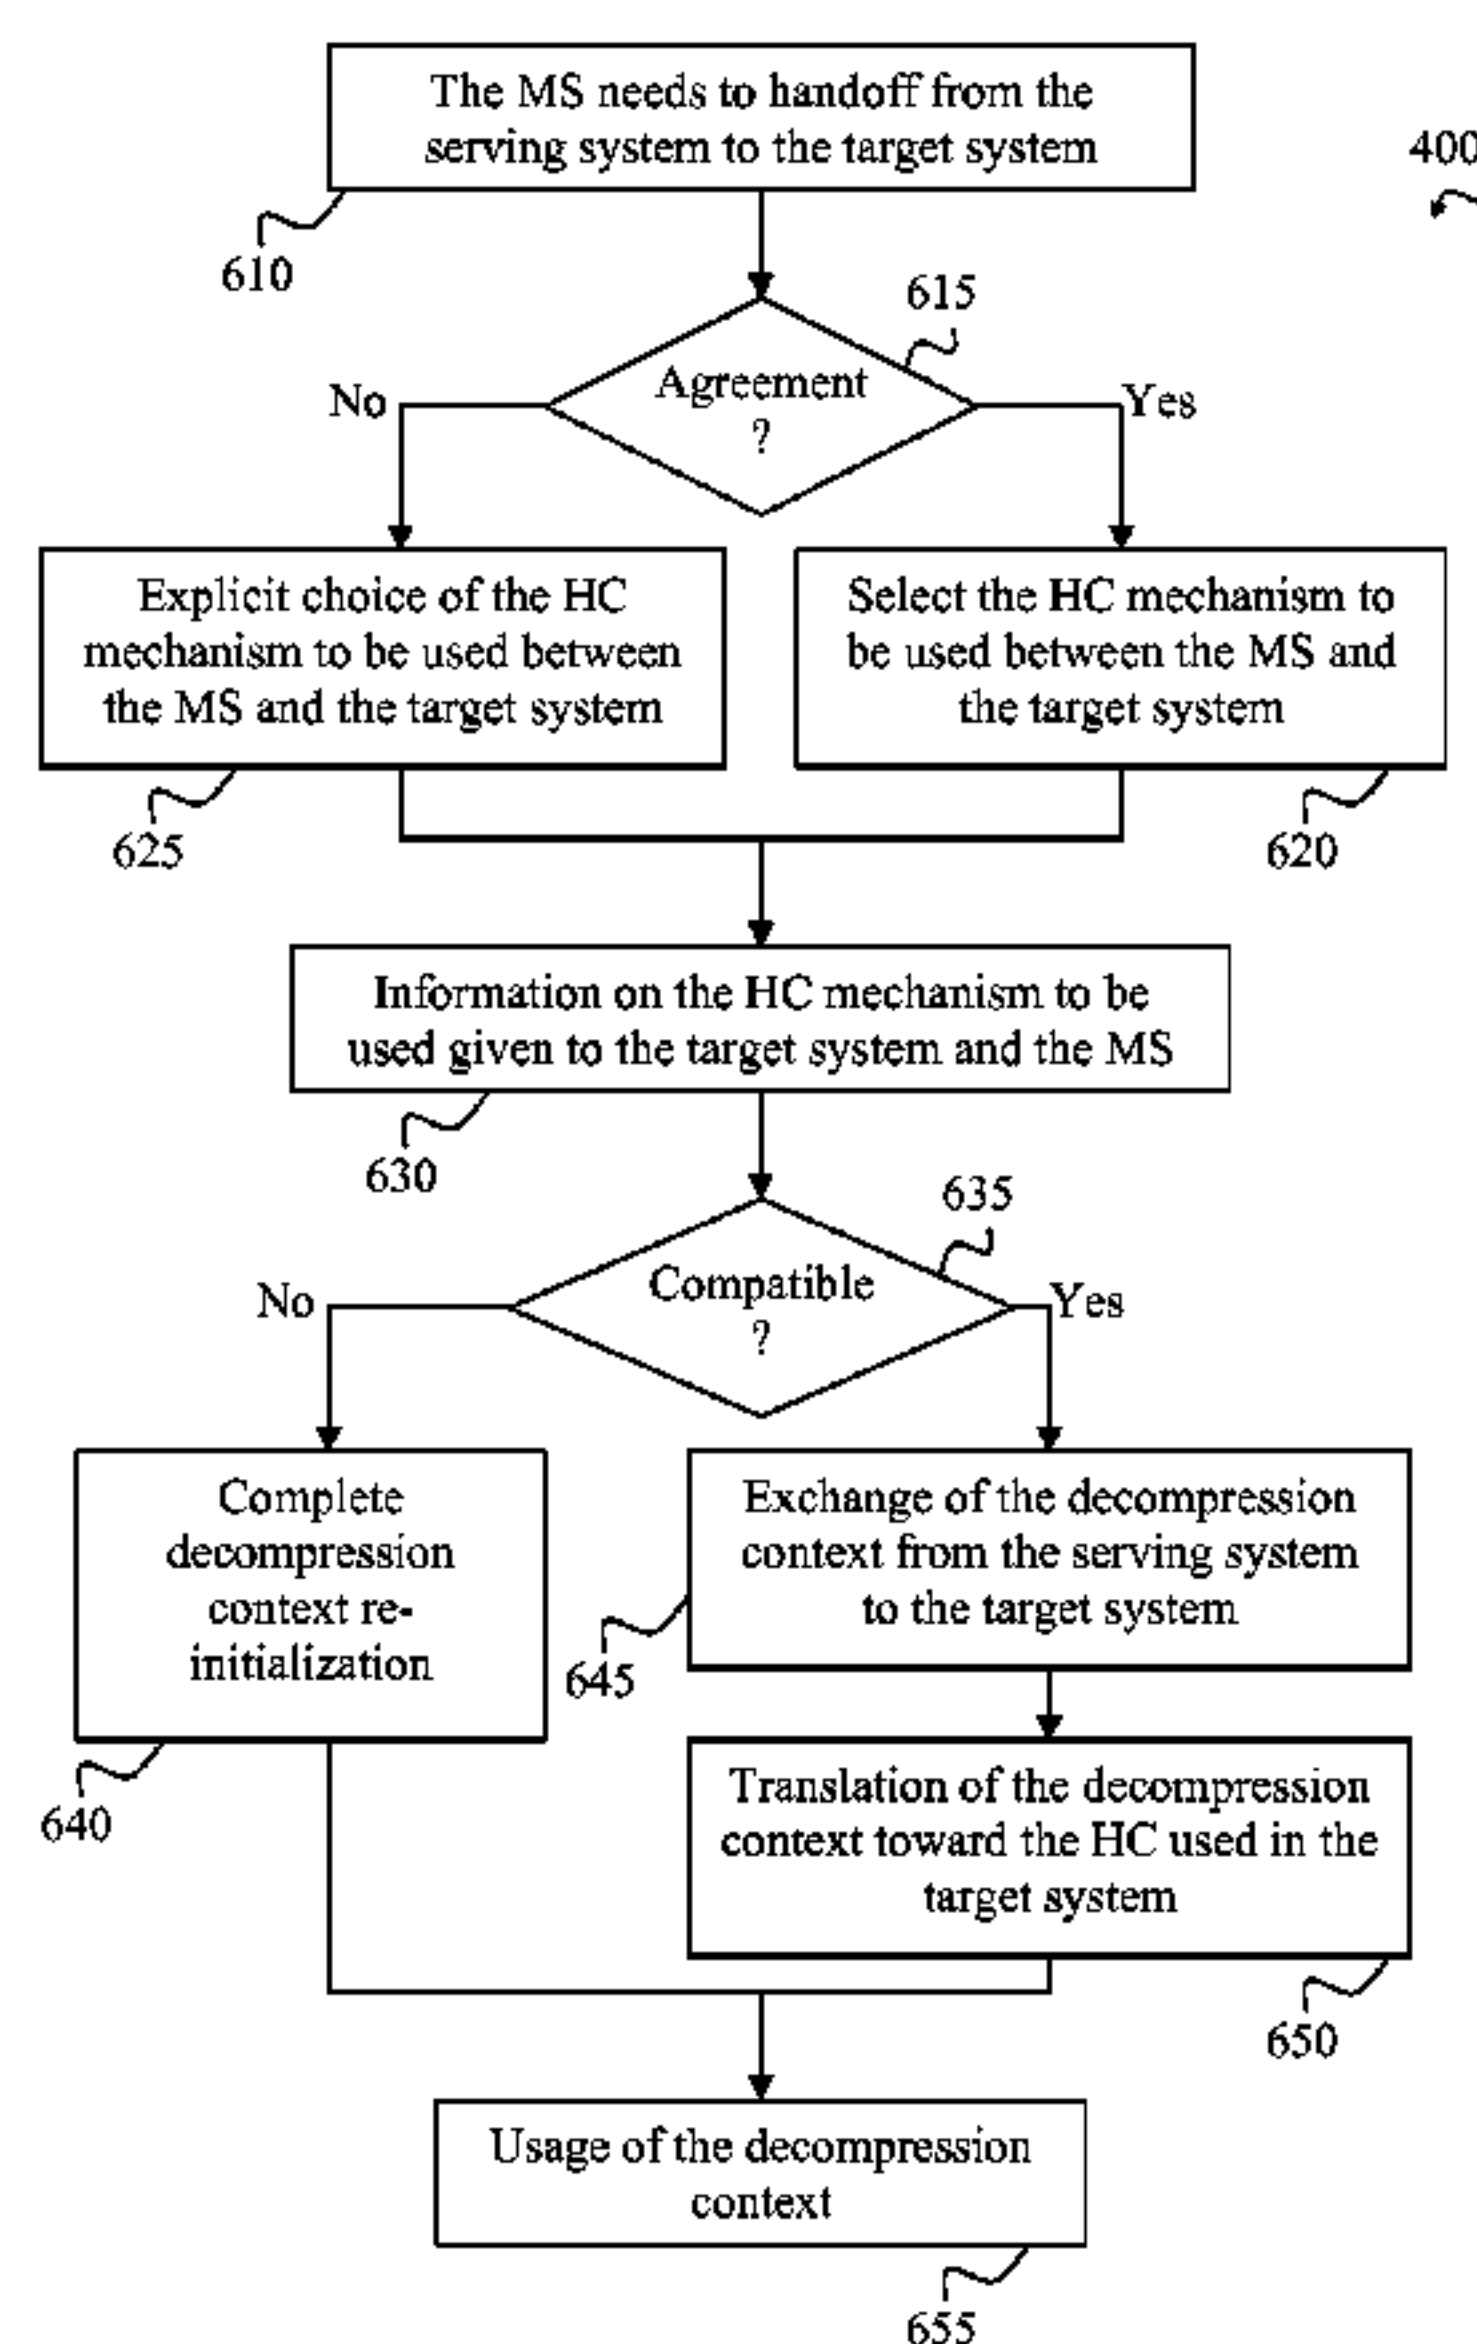 The MS needs to handoff from the
serving system to the target system
400
610
615
Agreement
?
No
Yes
Explicit choice of the HC
mechanism to be used between
the MS and the target system
Select the HC mechanism to
be used between the MS and
the target system
625
620
Information on the HC mechanism to be
used given to the target system and the MS
630
635
Compatible
?
No
Yes
Complete
decompression
context re-
initialization
Exchange of the decompression
context from the serving system
to the target system
645
640
Translation of the decompression
context toward the HC used in the
target system
650
Usage of the decompression
context
655